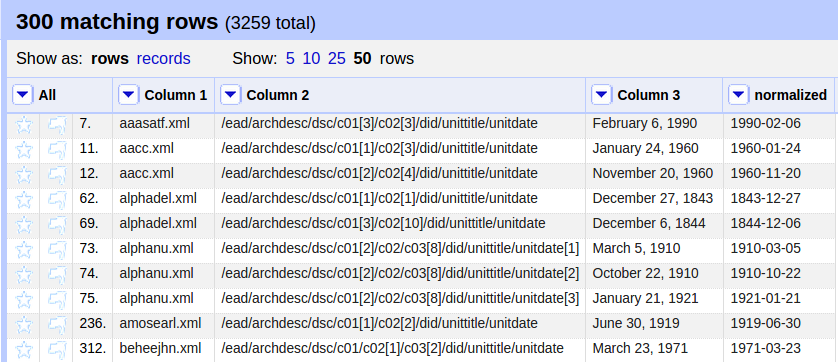 300 matching rows (3259 total)
Show as: rows records Show: 5 10 25 50 rows
All Column 1 Column 2 Column 3 normalized
7. aaasatf.xml /ead/archdesc/dsc/c01[3]/c02[3]/did/unittitle/unitdate February 6, 1990 1990-02-06
11. aacc.xml /ead/archdesc/dsc/c01[1]/c02[3]/did/unittitle/unitdate January 24, 1960 1960-01-24
12. aacc.xml /ead/archdesc/dsc/c01[2]/c02[4]/did/unittitle/unitdate November 20, 1960 1960-11-20
62. alphadel.xml /ead/archdesc/dsc/c01[1]/c02[1]/did/unittitle/unitdate December 27, 1843 1843-12-27
69. alphadel.xml /ead/archdesc/dsc/c01[3]/c02[10]/did/unittitle/unitdate December 6, 1844 1844-12-06
73. alphanu.xml /ead/archdesc/dsc/c01[2]/c02/c03[8]/did/unittitle/unitdate[1] March 5, 1910 1910-03-05
74. alphanu.xml /ead/archdesc/dsc/c01[2]/c02/c03[8]/did/unittitle/unitdate[2] October 22, 1910 1910-10-22
75. alphanu.xml /ead/archdesc/dsc/c01[2]/c02/c03[8]/did/unittitle/unitdate[3] January 21, 1921 1921-01-21
236. amosearl.xml /ead/archdesc/dsc/c01[1]/c02[2]/did/unittitle/unitdate June 30, 1919 1919-06-30
312. beheejhn.xml /ead/archdesc/dsc/c01/c02[1]/c03[2]/did/unittitle/unitdate March 23, 1971 1971-03-23